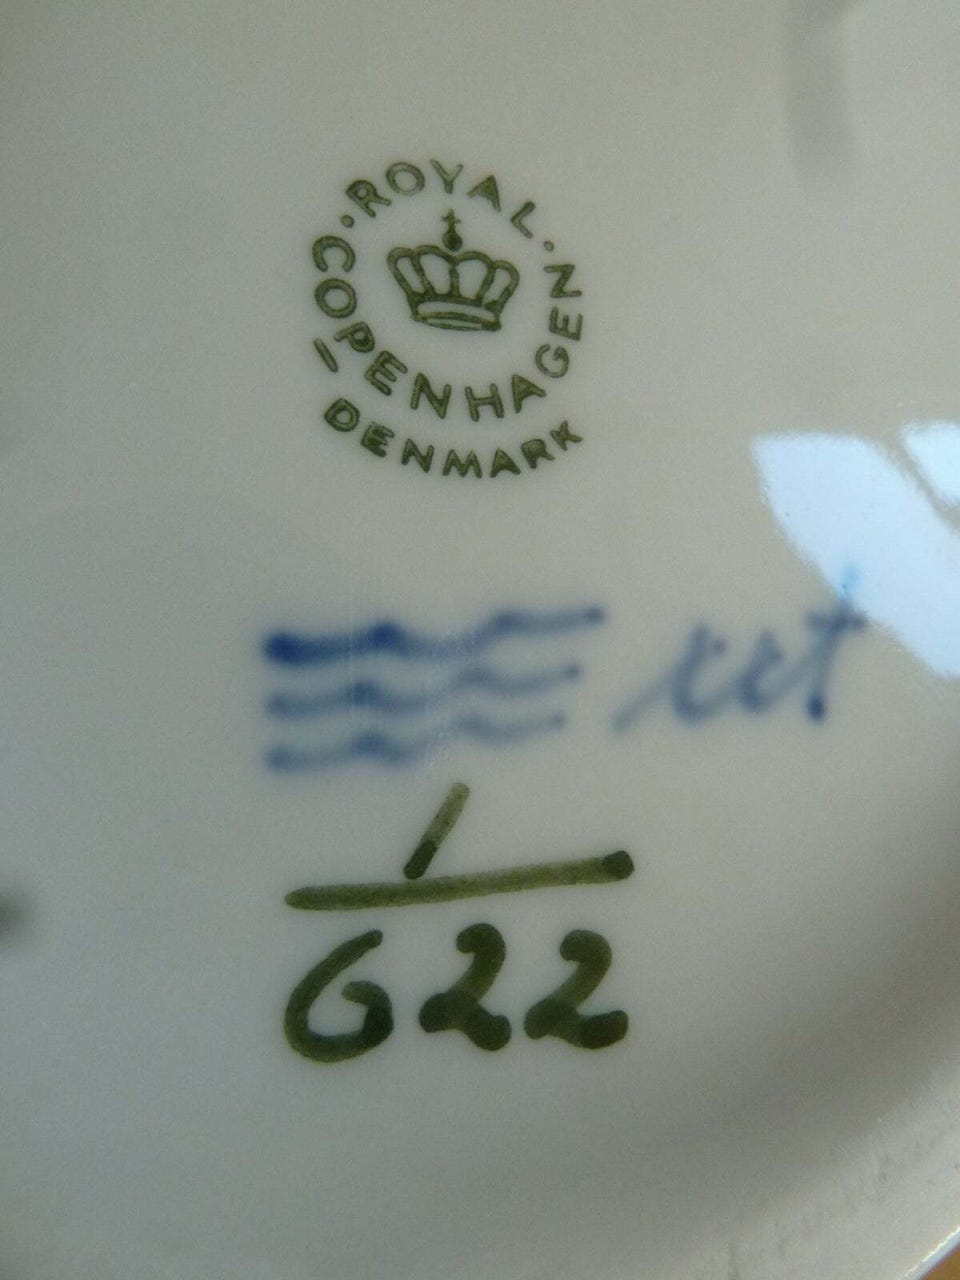 ROYAL
COPENHAGEN
DENMARK
1
622